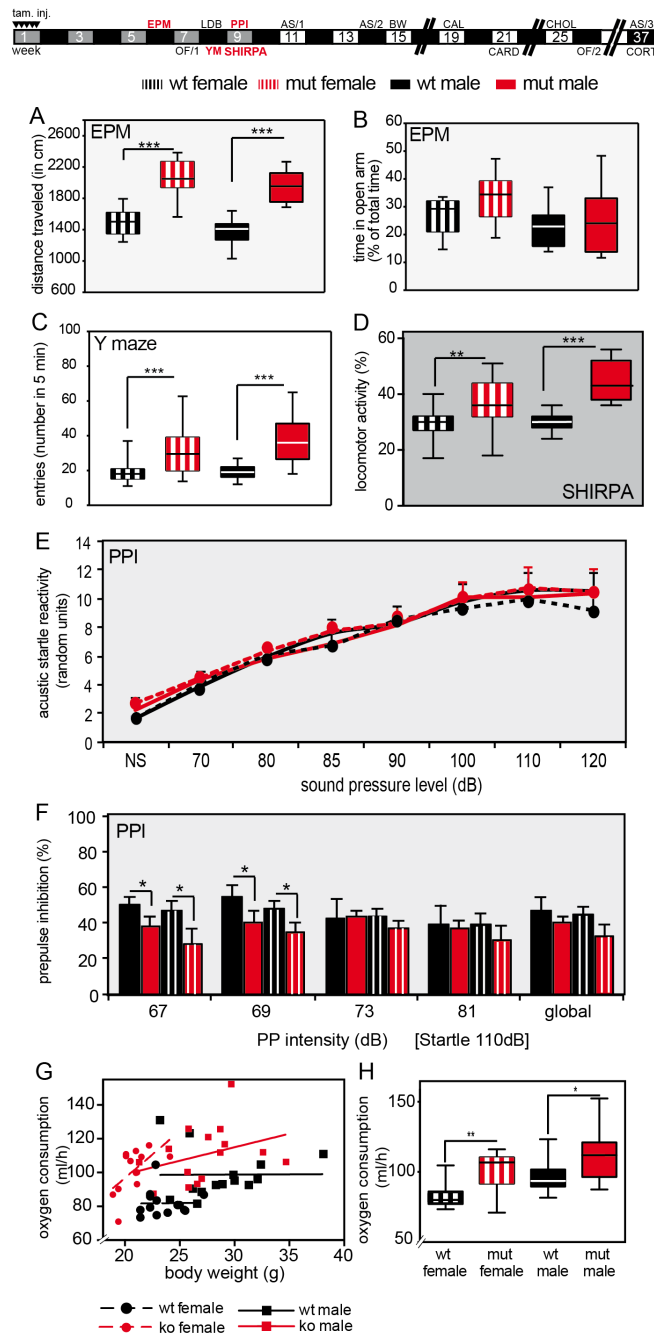 tam. inj.
EPM LDB PPI AS/1 AS/2 BW CAL CHOL AS/3
1 3 5 7 9 11 13 15 19 21 25 37
week OF/1 YM SHIRPA CARD OF/2 CORT
wt female mut female wt male mut male
A
EPM
distance traveled (in cm)
2600
2200
1800
1400
1000
600
*** ***
B
EPM
time in open arm
(% of total time)
60
50
40
30
20
10
0
C
Y maze
entries (number in 5 min)
100
80
60
40
20
0
*** ***
D
locomotor activity (%)
60
40
20
0
** ***
SHIRPA
E
PPI
acustic startle reactivity
(random units)
14
12
10
8
6
4
2
0
NS 70 80 85 90 100 110 120
sound pressure level (dB)
F
PPI
prepulse inhibition (%)
100
80
60
40
20
0
* * * *
67 69 73 81 global
PP intensity (dB) [Startle 110dB]
G
oxygen consumption
(ml/h)
160
140
120
100
80
60
20 25 30 35 40
body weight (g)
H
oxygen consumption
(ml/h)
150
100
50
** *
wt female mut female wt male mut male
wt female wt male
ko female ko male